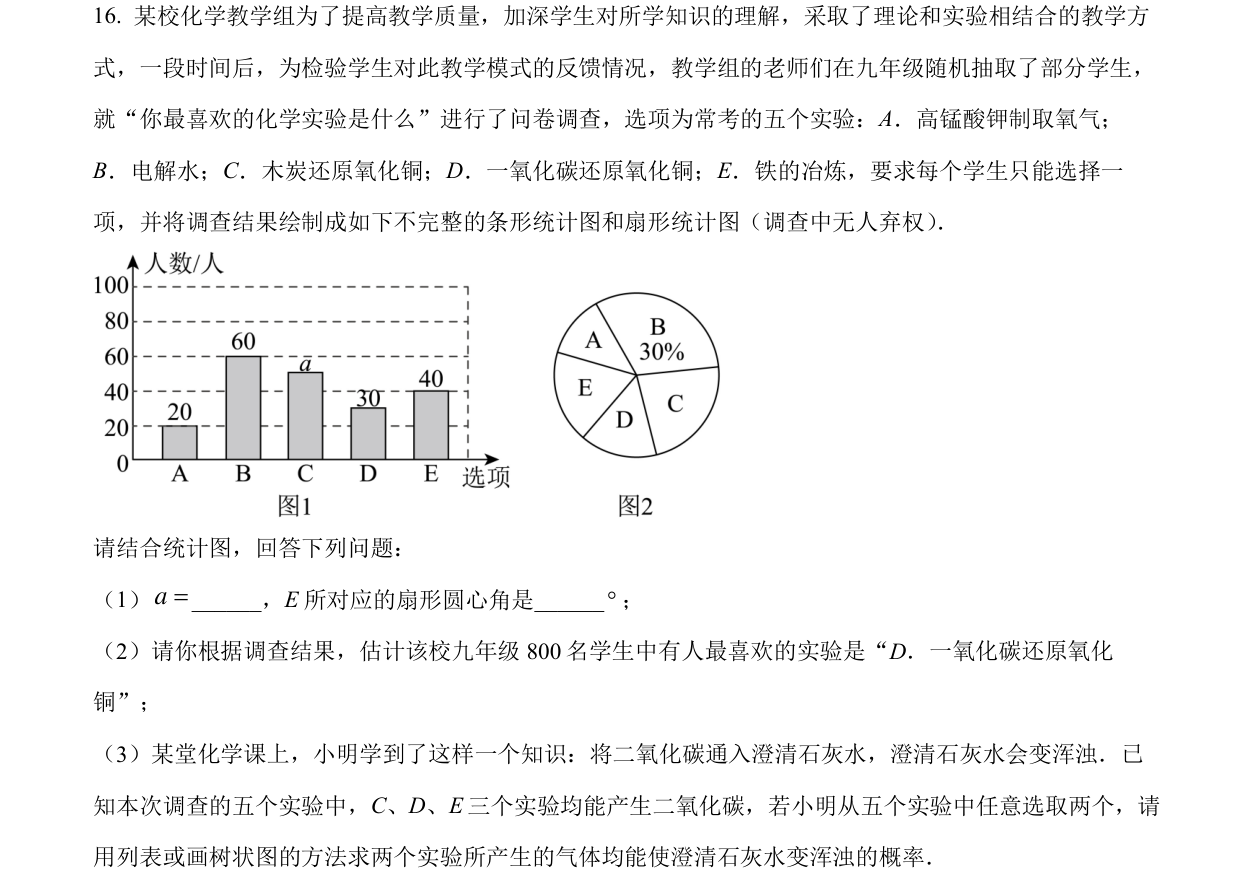 16. 某校化学教学组为了提高教学质量，加深学生对所学知识的理解，采取了理论和实验相结合的教学方
式，一段时间后，为检验学生对此教学模式的反馈情况，教学组的老师们在九年级随机抽取了部分学生，
就“你最喜欢的化学实验是什么”进行了问卷调查，选项为常考的五个实验：A．高锰酸钾制取氧气；
B．电解水；C．木炭还原氧化铜；D．一氧化碳还原氧化铜；E．铁的冶炼，要求每个学生只能选择一
项，并将调查结果绘制成如下不完整的条形统计图和扇形统计图（调查中无人弃权）．
人数/人
100
80
60
40
20
0
20
60
a
30
40
A B C D E 选项
图1
A
B
30%
E
C
D
图2
请结合统计图，回答下列问题：
（1）a =______，E 所对应的扇形圆心角是______°；
（2）请你根据调查结果，估计该校九年级 800 名学生中有人最喜欢的实验是“D．一氧化碳还原氧化
铜”；
（3）某堂化学课上，小明学到了这样一个知识：将二氧化碳通入澄清石灰水，澄清石灰水会变浑浊．已
知本次调查的五个实验中，C、D、E 三个实验均能产生二氧化碳，若小明从五个实验中任意选取两个，请
用列表或画树状图的方法求两个实验所产生的气体均能使澄清石灰水变浑浊的概率．